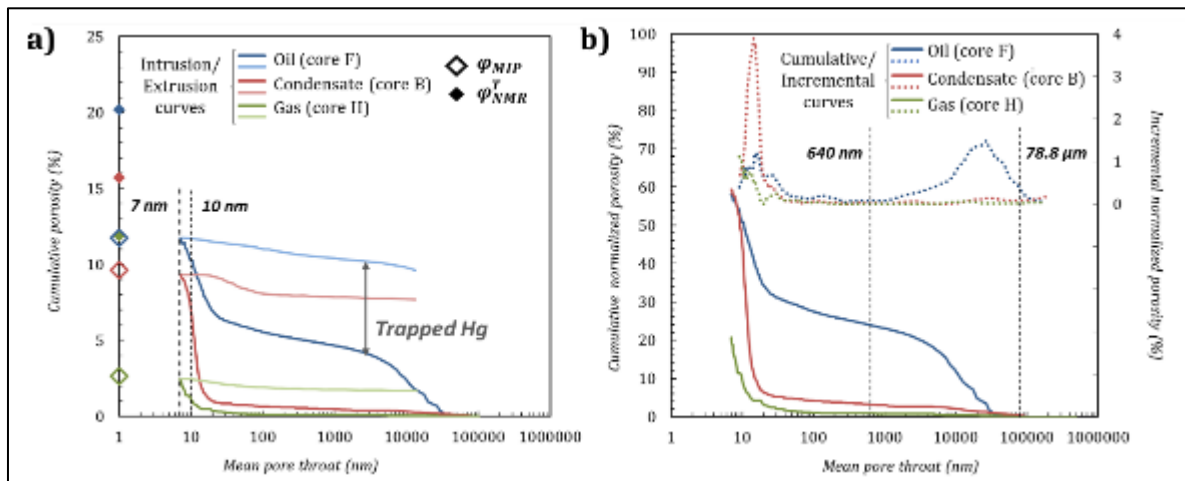 a)
25
20
15
10
5
0
Cumulative porosity (%)
Intrusion/
Extrusion curves
Oil (core F)
Condensate (core B)
Gas (core H)
φMIP
φTNMR
7 nm
10 nm
Trapped Hg
1 10 100 1000 10000 100000 1000000
Mean pore throat (nm)
b)
100
90
80
70
60
50
40
30
20
10
0
Cumulative normalized porosity (%)
Cumulative/
Incremental
curves
Oil (core F)
Condensate (core B)
Gas (core H)
640 nm
78.8 µm
4
3
2
1
0
Incremental normalized porosity (%)
1 10 100 1000 10000 100000 1000000
Mean pore throat (nm)